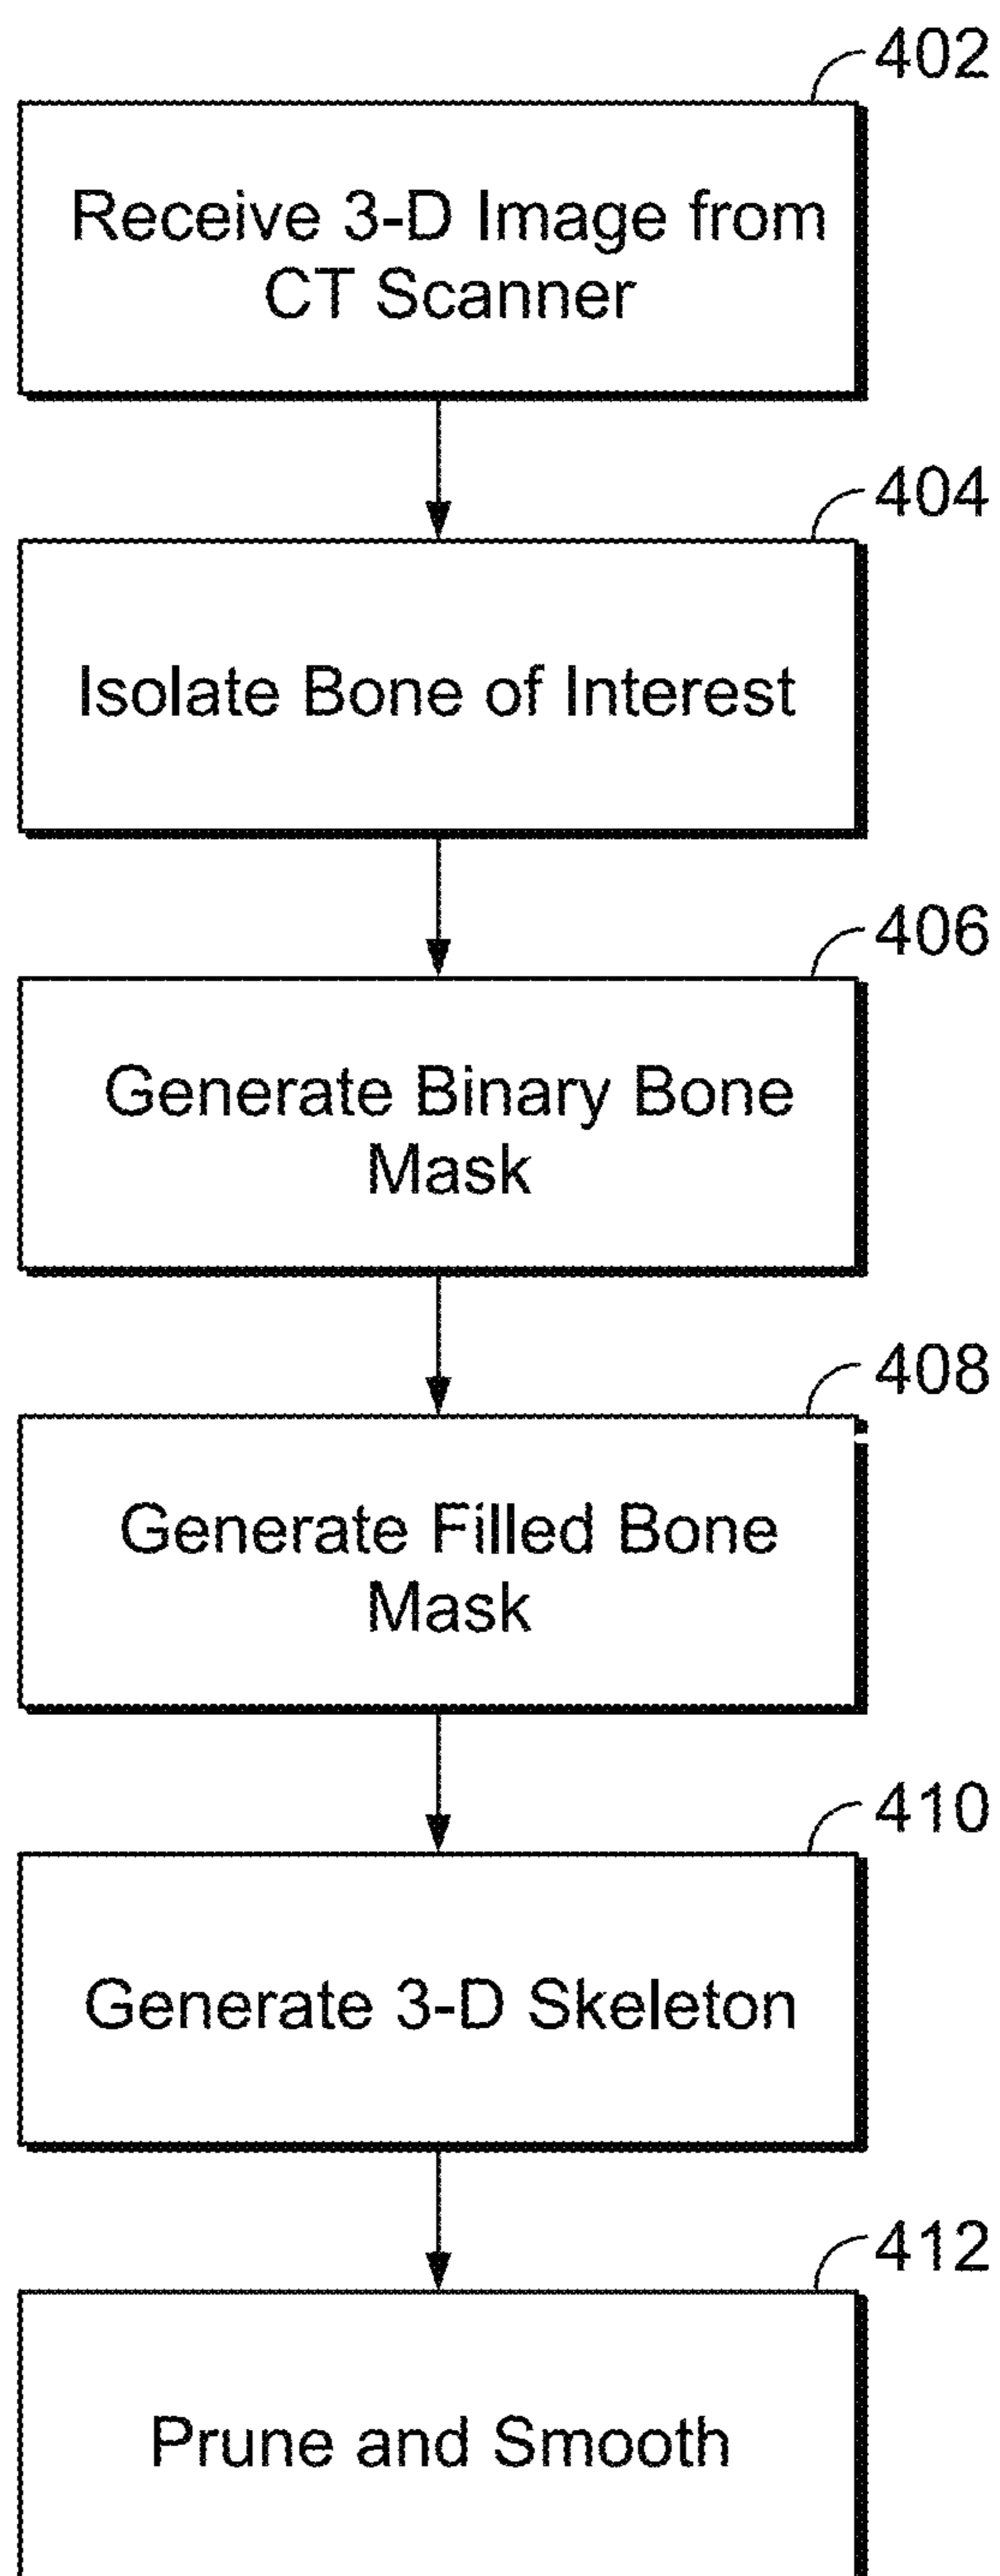 402
Receive 3-D Image from
CT Scanner
404
Isolate Bone of Interest
406
Generate Binary Bone
Mask
408
Generate Filled Bone
Mask
410
Generate 3-D Skeleton
412
Prune and Smooth